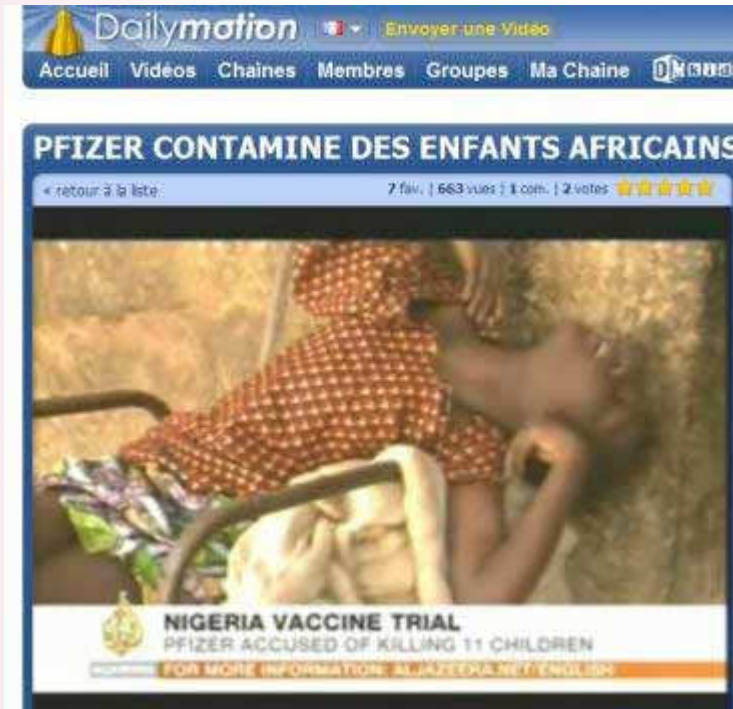 Dailymotion Envoyer une Vidéo
Accueil Vidéos Chaines Membres Groupes Ma Chaine
PFIZER CONTAMINE DES ENFANTS AFRICAINS
« retour à la liste 7 fav. | 663 vues | 1 com. | 2 votes
NIGERIA VACCINE TRIAL
PFIZER ACCUSED OF KILLING 11 CHILDREN
FOR MORE INFORMATION: ALJAZEERA.NET/ENGLISH